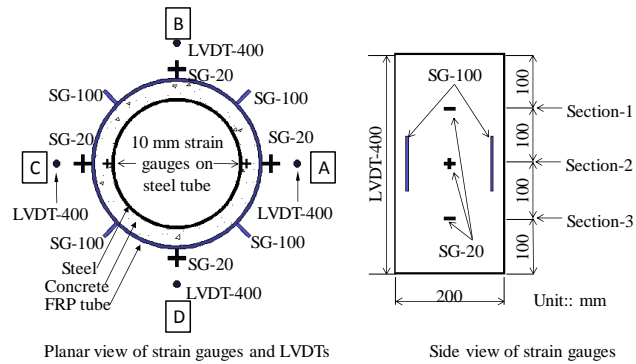 B
LVDT-400
SG-20
SG-100
SG-100
SG-20
SG-20
10 mm strain
gauges on
steel tube
C
A
LVDT-400
LVDT-400
SG-100
SG-100
Steel
Concrete
FRP tube
SG-20
LVDT-400
D
Planar view of strain gauges and LVDTs
SG-100
LVDT-400
SG-20
100
100
100
100
Section-1
Section-2
Section-3
200
Unit:: mm
Side view of strain gauges